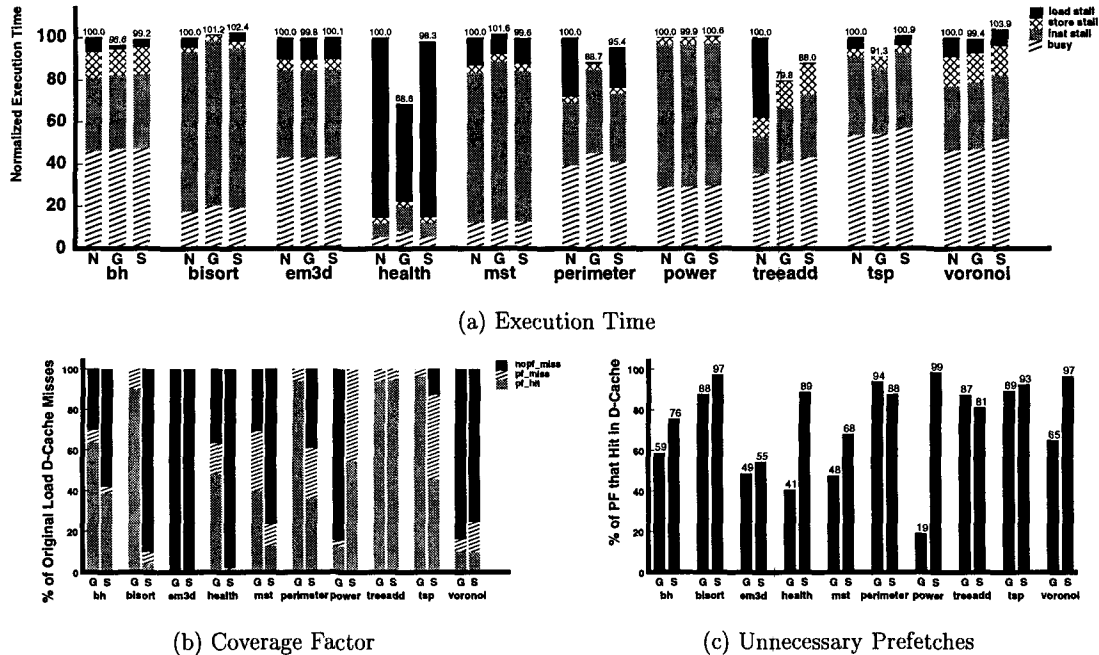 100.0 96.6 99.2 100.0 101.2 102.4 100.0 99.8 100.1 100.0 68.6 98.3 100.0 101.6 99.6 100.0 88.7 95.4 100.0 99.9 100.6 100.0 79.8 88.0 100.0 91.3 100.9 100.0 99.4 103.9
load stall
store stall
inst stall
busy
Normalized Execution Time
100
80
60
40
20
0
N G S N G S N G S N G S N G S N G S N G S N G S N G S N G S
bh bisort em3d health mst perimeter power treeadd tsp voronoi
(a) Execution Time
nopf_miss
pf_miss
pf_hit
% of Original Load D-Cache Misses
100
80
60
40
20
0
G S G S G S G S G S G S G S G S G S G S
bh bisort em3d health mst perimeter power treeadd tsp voronoi
(b) Coverage Factor
% of PF that Hit in D-Cache
100
80
60
40
20
0
59 76 88 97 49 55 41 89 48 68 94 88 19 99 87 81 89 93 65 97
G S G S G S G S G S G S G S G S G S G S
bh bisort em3d health mst perimeter power treeadd tsp voronoi
(c) Unnecessary Prefetches